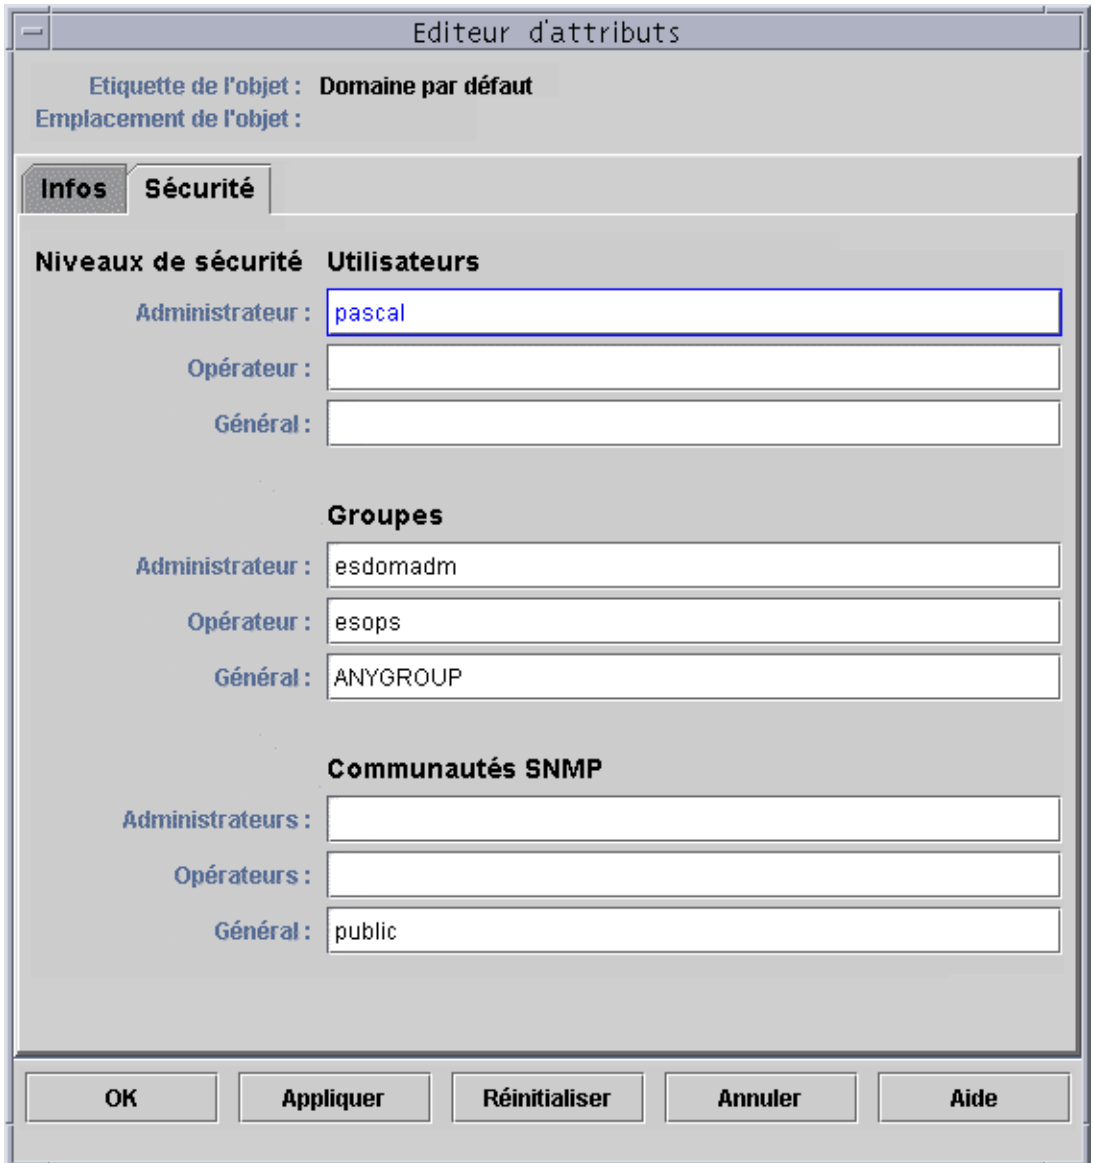 Editeur d'attributs
Etiquette de l'objet : Domaine par défaut
Emplacement de l'objet :
Infos Sécurité
Niveaux de sécurité Utilisateurs
Administrateur : pascal
Opérateur :
Général :
Groupes
Administrateur : esdomadm
Opérateur : esops
Général : ANYGROUP
Communautés SNMP
Administrateurs :
Opérateurs :
Général : public
OK Appliquer Réinitialiser Annuler Aide